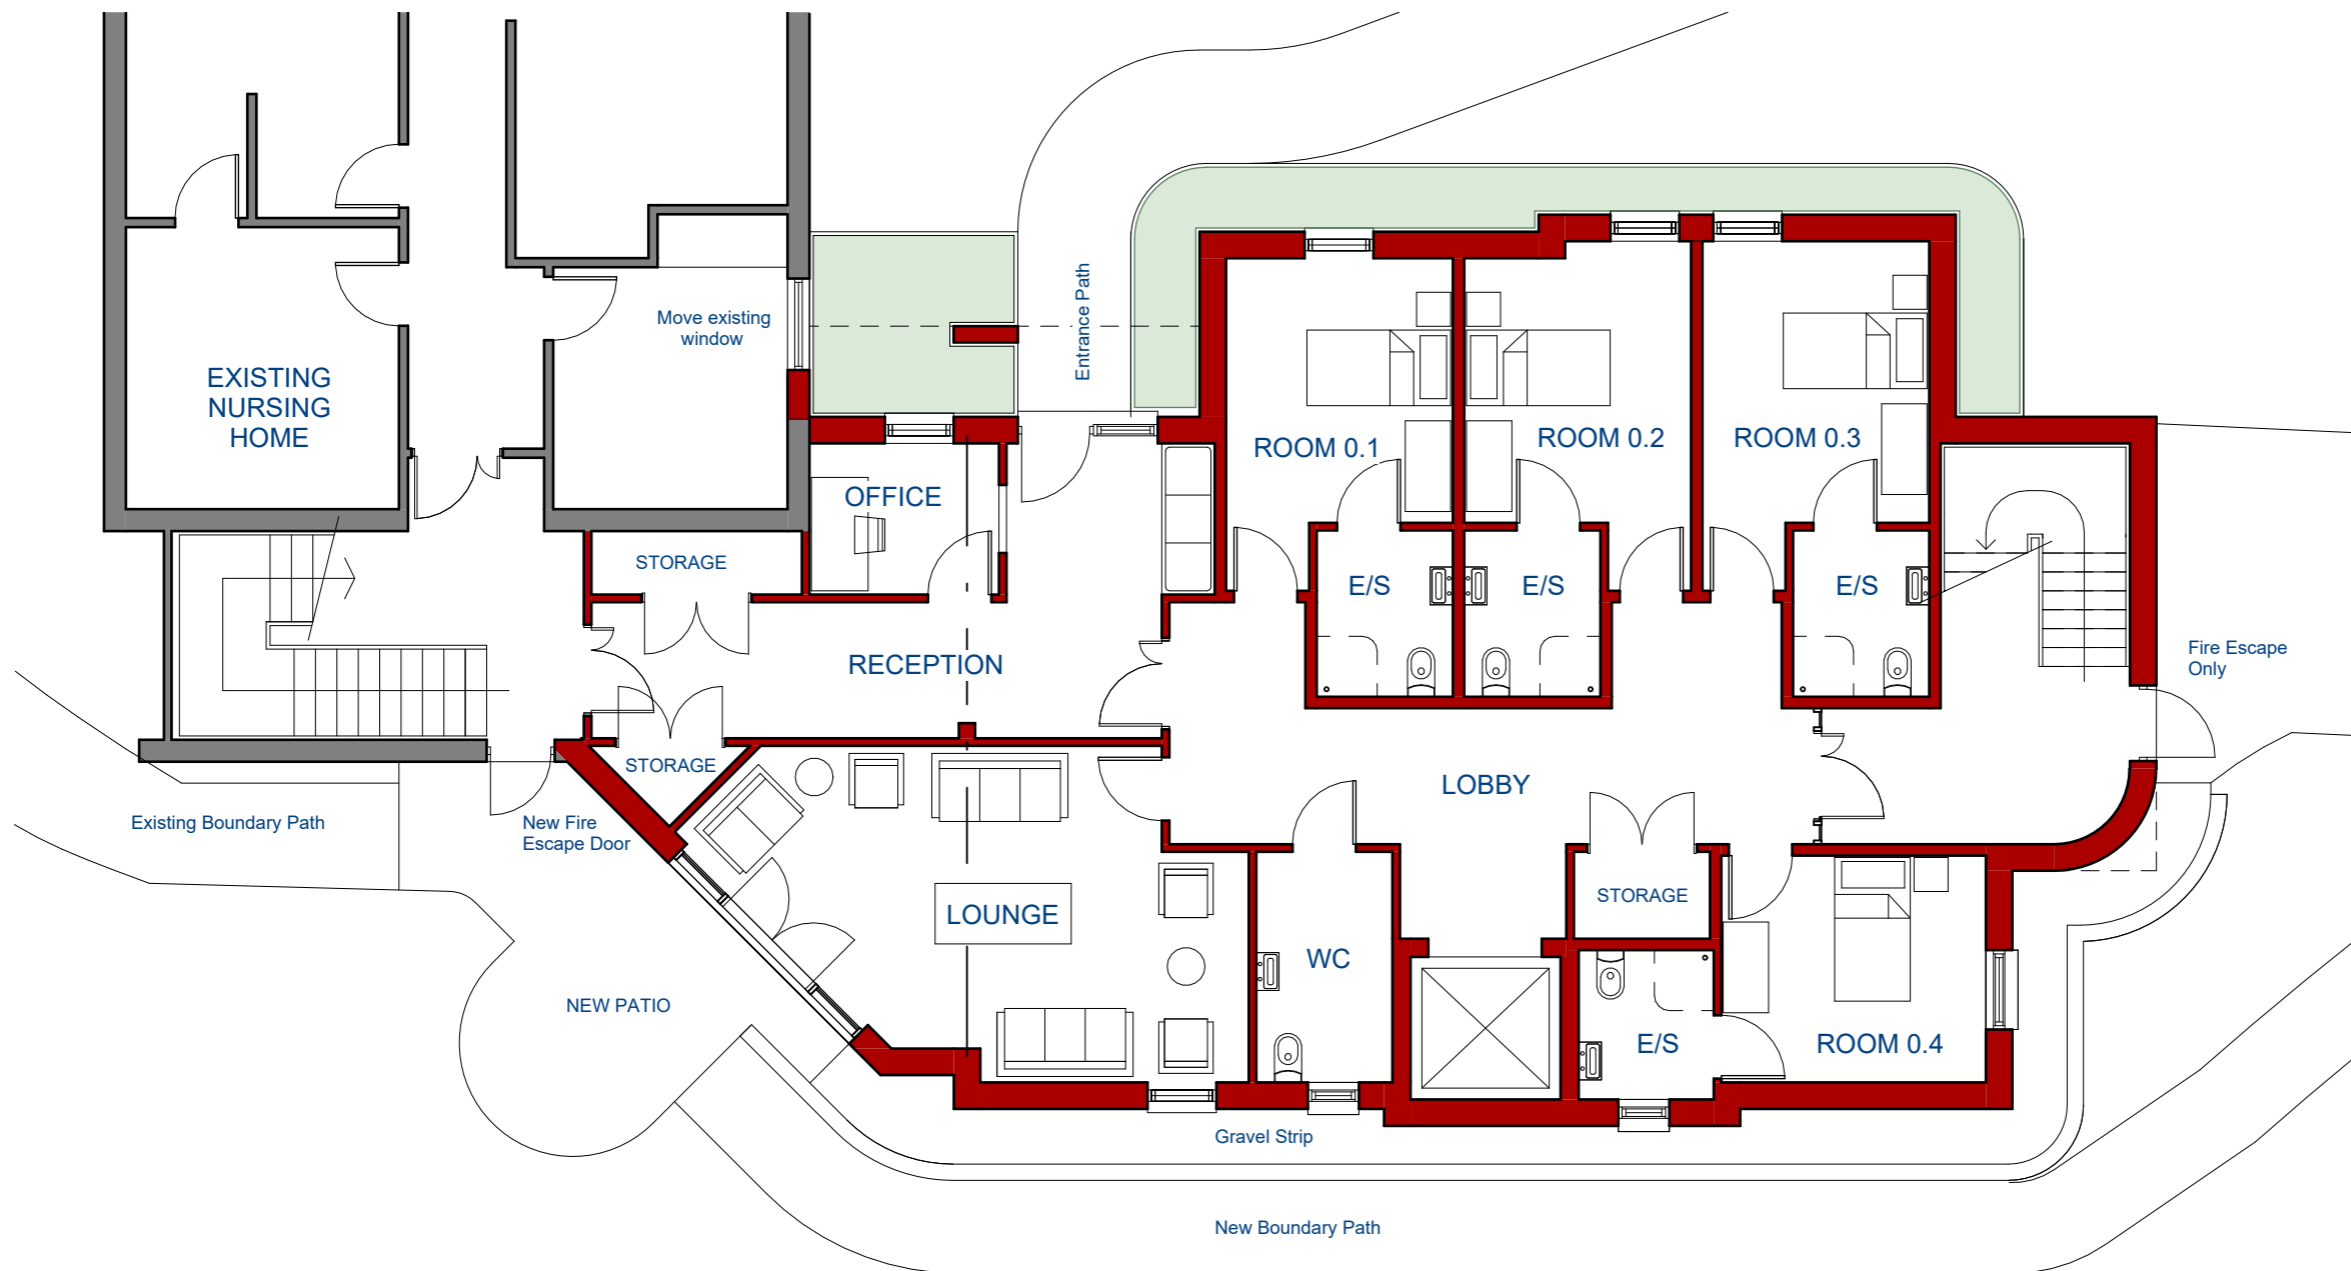 Move existing
window
Entrance Path
EXISTING
NURSING
HOME
ROOM 0.1
ROOM 0.2
ROOM 0.3
OFFICE
STORAGE
E/S
E/S
E/S
RECEPTION
Fire Escape
Only
STORAGE
LOBBY
Existing Boundary Path
New Fire
Escape Door
LOUNGE
STORAGE
WC
NEW PATIO
E/S
ROOM 0.4
Gravel Strip
New Boundary Path